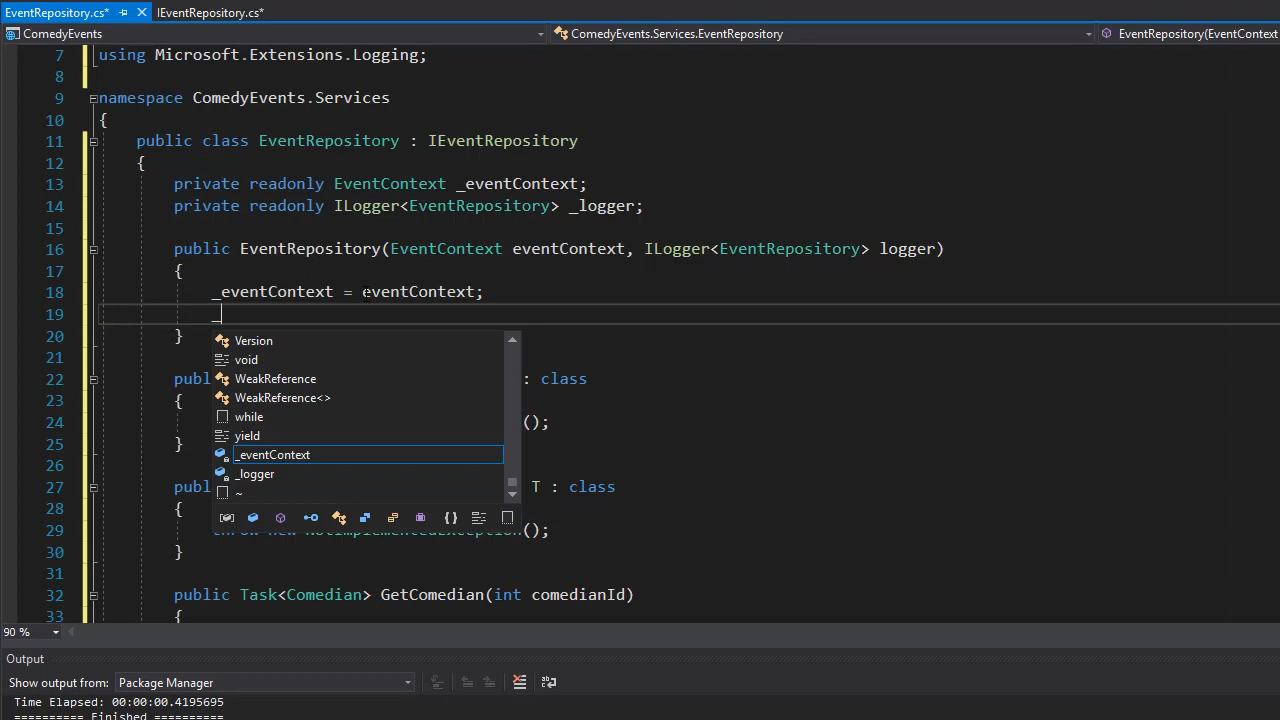 EventRepository.cs*
IEventRepository.cs*
ComedyEvents
ComedyEvents.Services.EventRepository
EventRepository(EventContext
7 using Microsoft.Extensions.Logging;
8
9 namespace ComedyEvents.Services
10 {
11 public class EventRepository : IEventRepository
12 {
13 private readonly EventContext _eventContext;
14 private readonly ILogger<EventRepository> _logger;
15
16 public EventRepository(EventContext eventContext, ILogger<EventRepository> logger)
17 {
18 _eventContext = eventContext;
19 _
20 }
Version
21
void
22 : class
WeakReference
23 {
WeakReference<>
24 ();
while
25 }
yield
26
_eventContext
27 T : class
_logger
28 {
~
29 ();
30 }
31
32 public Task<Comedian> GetComedian(int comedianId)
33 {
90 %
Output
Show output from: Package Manager
Time Elapsed: 00:00:00.4195695
========== Finished ==========